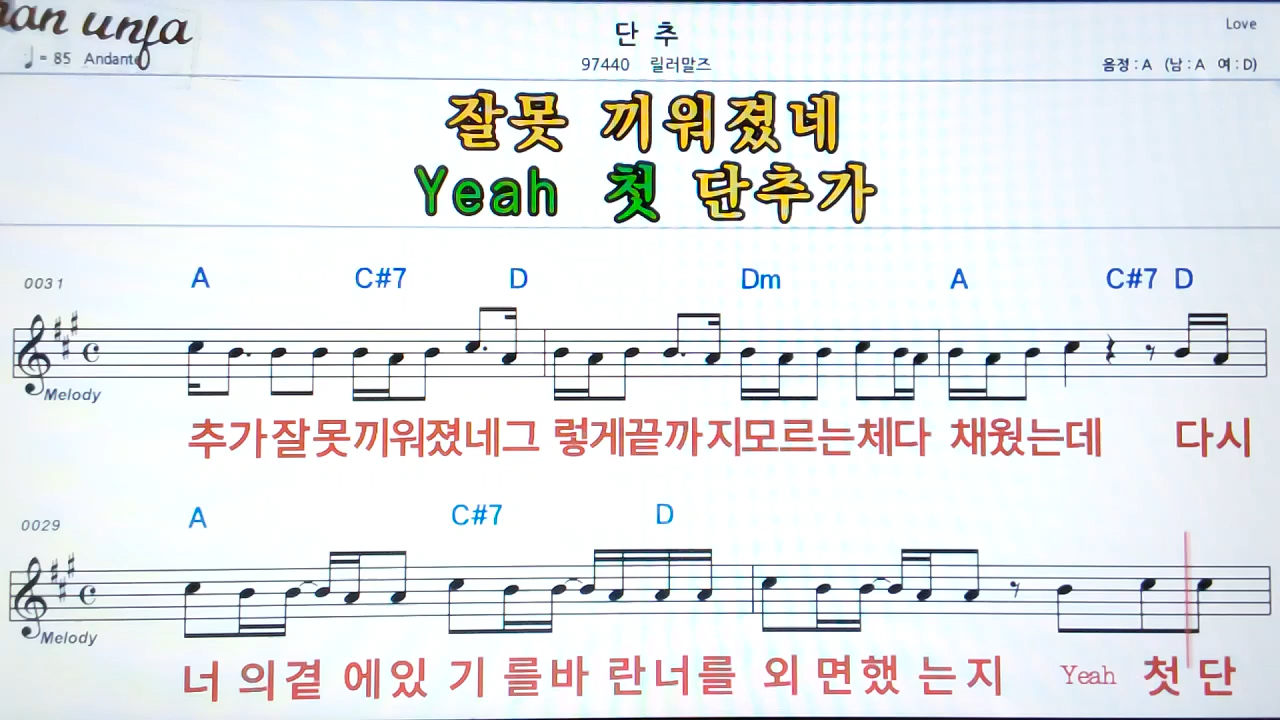 단 추
Love
♩= 85 Andante
97440 릴러말즈
음정 : A (남 : A 여 : D)
잘못 끼워졌네
Yeah 첫 단추가
0031
A C#7 D Dm A C#7 D
Melody
추가잘못끼워졌네그 렇게끝까지모르는체다 채웠는데 다시
0029
A C#7 D
Melody
너 의곁 에있 기 를바 란너를 외 면했 는지 Yeah 첫 단